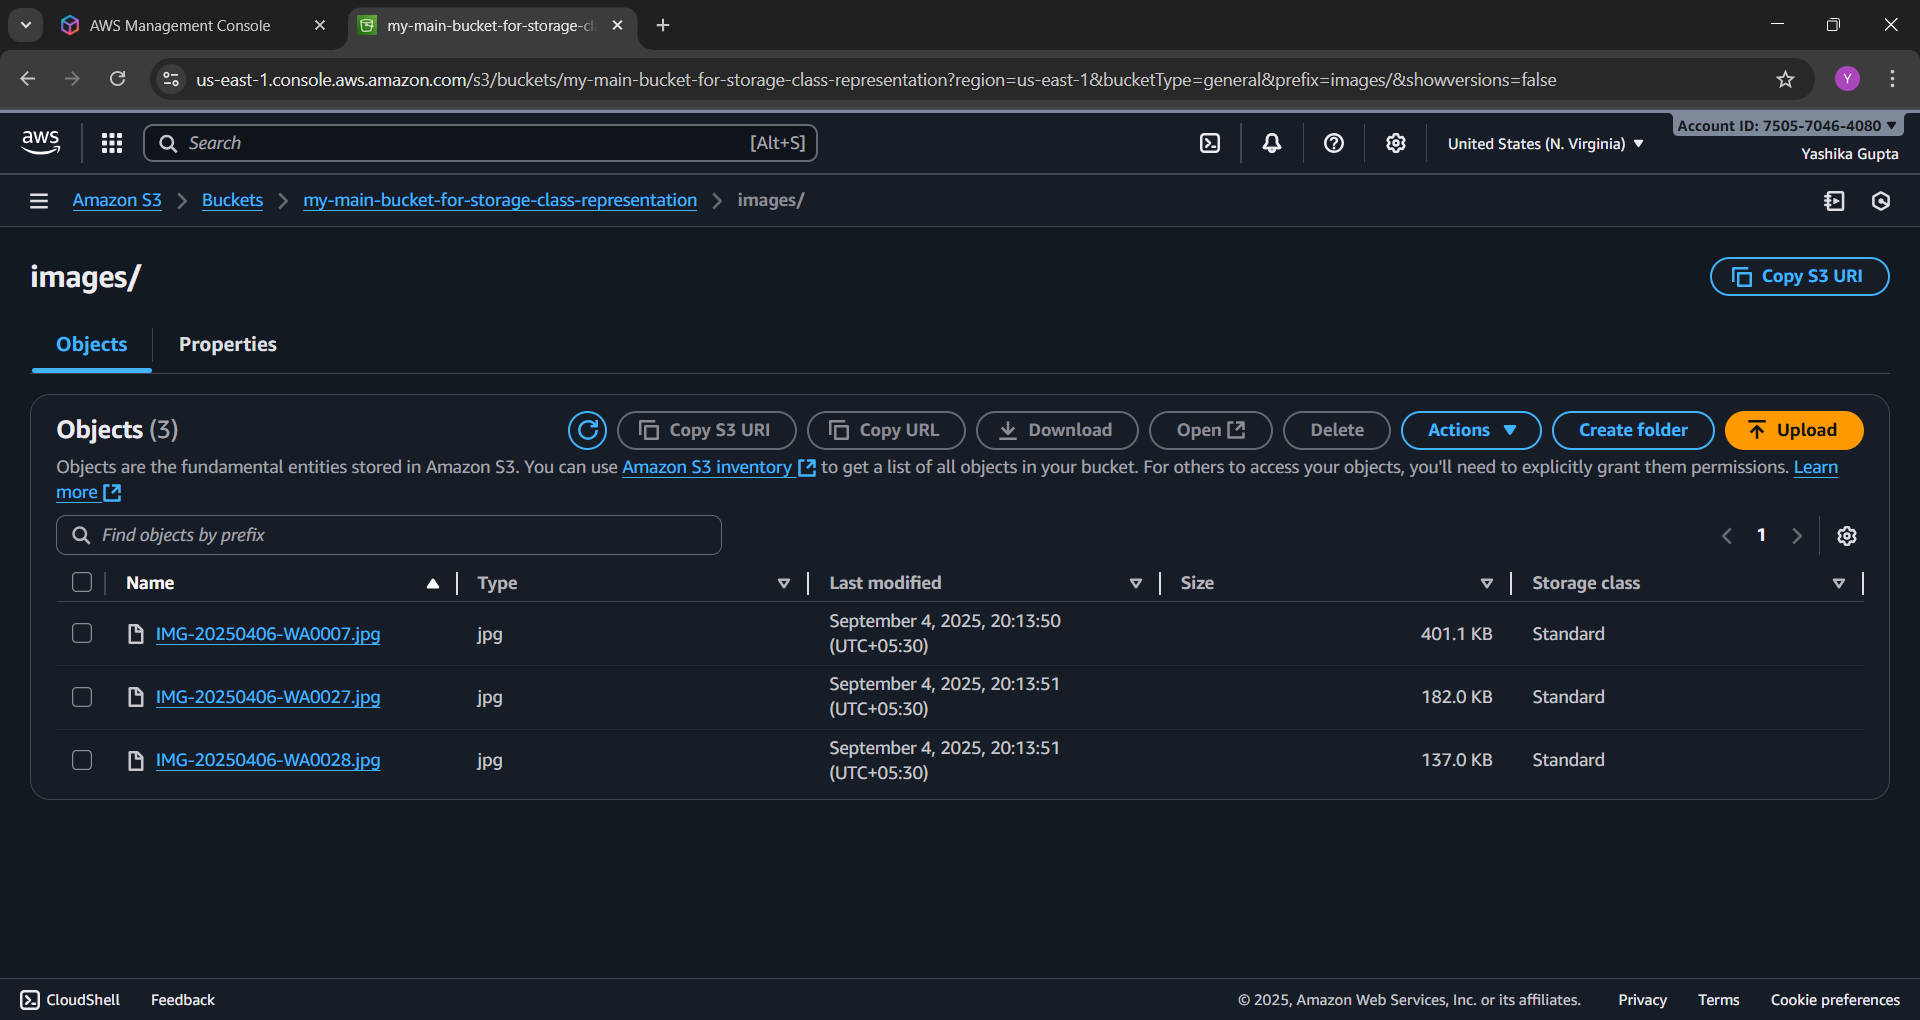 AWS Management Console
my-main-bucket-for-storage-cl
us-east-1.console.aws.amazon.com/s3/buckets/my-main-bucket-for-storage-class-representation?region=us-east-1&bucketType=general&prefix=images/&showversions=false
Y
aws
Search
[Alt+S]
United States (N. Virginia)
Account ID: 7505-7046-4080
Yashika Gupta
Amazon S3
Buckets
my-main-bucket-for-storage-class-representation
images/
images/
Copy S3 URI
Objects
Properties
Objects (3)
Copy S3 URI
Copy URL
Download
Open
Delete
Actions
Create folder
Upload
Objects are the fundamental entities stored in Amazon S3. You can use Amazon S3 inventory to get a list of all objects in your bucket. For others to access your objects, you'll need to explicitly grant them permissions. Learn
more
Find objects by prefix
1
Name
Type
Last modified
Size
Storage class
IMG-20250406-WA0007.jpg
jpg
September 4, 2025, 20:13:50
(UTC+05:30)
401.1 KB
Standard
IMG-20250406-WA0027.jpg
jpg
September 4, 2025, 20:13:51
(UTC+05:30)
182.0 KB
Standard
IMG-20250406-WA0028.jpg
jpg
September 4, 2025, 20:13:51
(UTC+05:30)
137.0 KB
Standard
CloudShell
Feedback
© 2025, Amazon Web Services, Inc. or its affiliates.
Privacy
Terms
Cookie preferences